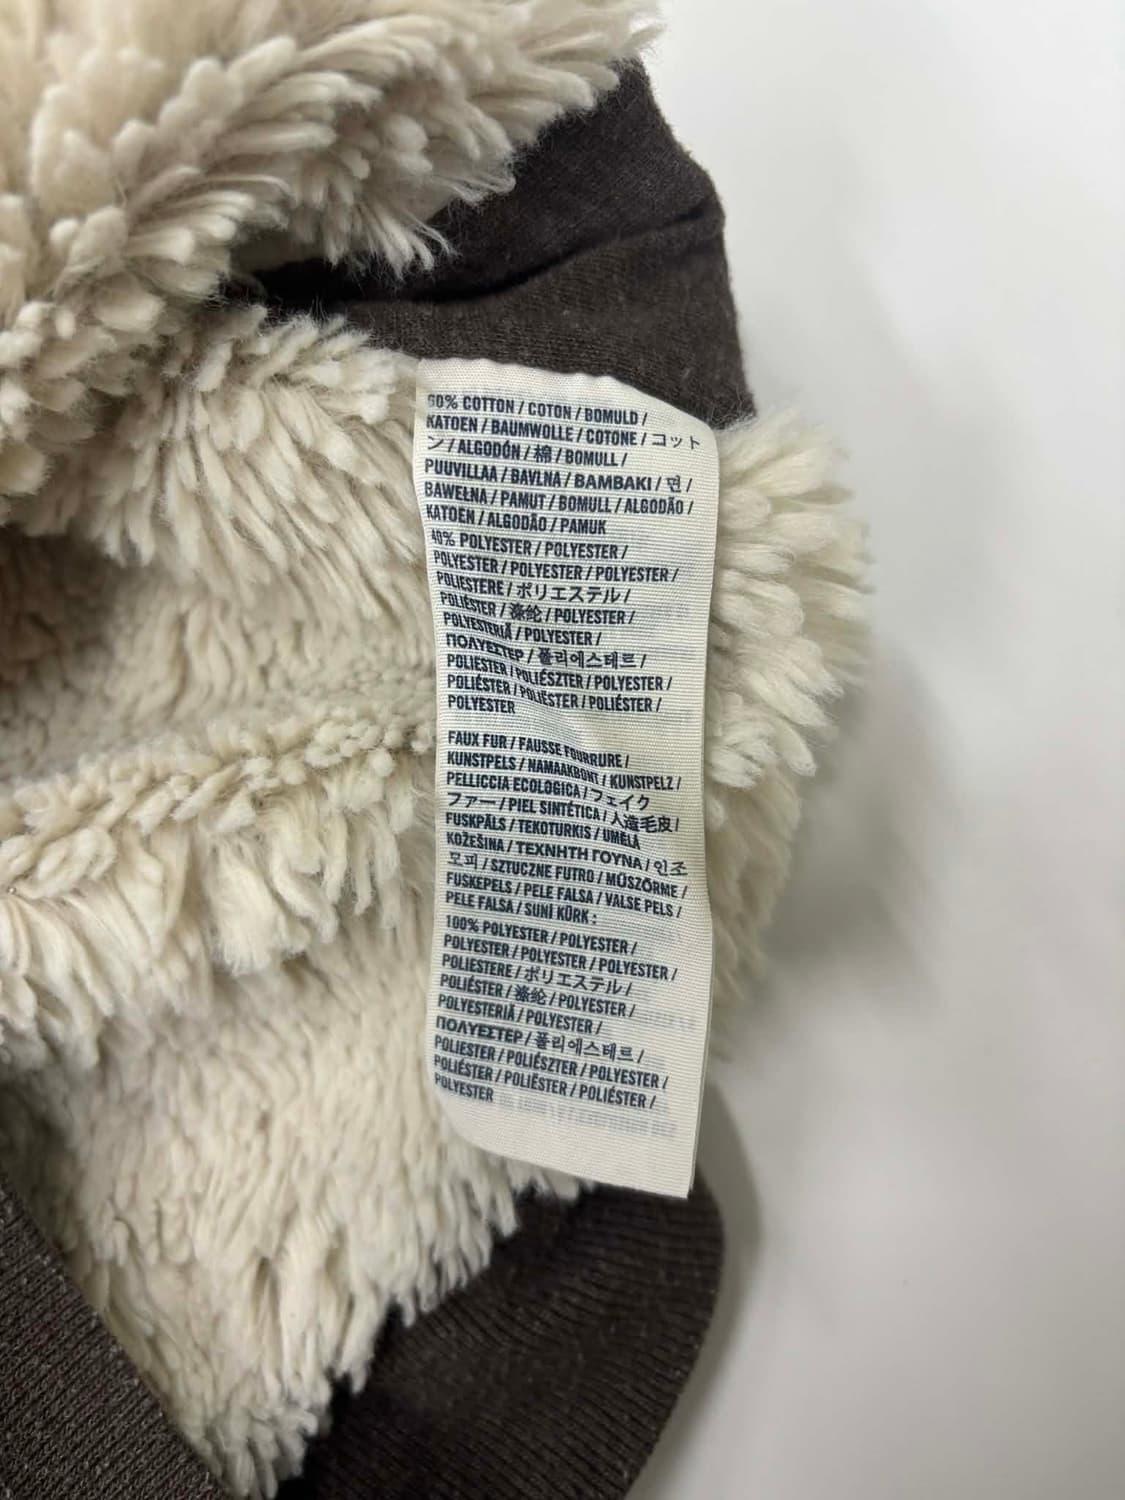 60% COTTON / COTON / BOMULD /
KATOEN / BAUMWOLLE / COTONE / コット
ン / ALGODÓN / 棉 / BOMULL /
PUUVILLAA / BAVLNA / ΒΑΜΒΑΚΙ / 면 /
BAWEŁNA / PAMUT / BOMULL / ALGODÃO /
KATOEN / ALGODÃO / PAMUK
40% POLYESTER / POLYESTER /
POLYESTER / POLYESTER / POLYESTER /
POLIESTERE / ポリエステル /
POLIÉSTER / 涤纶 / POLYESTER /
POLYESTERIÄ / POLYESTER /
ΠΟΛΥΕΣΤΕΡ / 폴리에스테르 /
POLIESTER / POLIÉSZTER / POLYESTER /
POLIÉSTER / POLIËSTER / POLIÉSTER /
POLYESTER
FAUX FUR / FAUSSE FOURRURE /
KUNSTPELS / NAMAAKBONT / KUNSTPELZ /
PELLICCIA ECOLOGICA / フェイク
ファー / PIEL SINTÉTICA / 人造毛皮 /
FUSKPÄLS / TEKOTURKIS / UMĚLÁ
KOŽEŠINA / ΤΕΧΝΗΤΗ ΓΟΥΝΑ / 인조
모피 / SZTUCZNE FUTRO / MŰSZŐRME /
FUSKEPELS / PELE FALSA / VALSE PELS /
PELE FALSA / SUNİ KÜRK :
100% POLYESTER / POLYESTER /
POLYESTER / POLYESTER / POLYESTER /
POLIESTERE / ポリエステル /
POLIÉSTER / 涤纶 / POLYESTER /
POLYESTERIÄ / POLYESTER /
ΠΟΛΥΕΣΤΕΡ / 폴리에스테르 /
POLIESTER / POLIÉSZTER / POLYESTER /
POLIÉSTER / POLIËSTER / POLIÉSTER /
POLYESTER